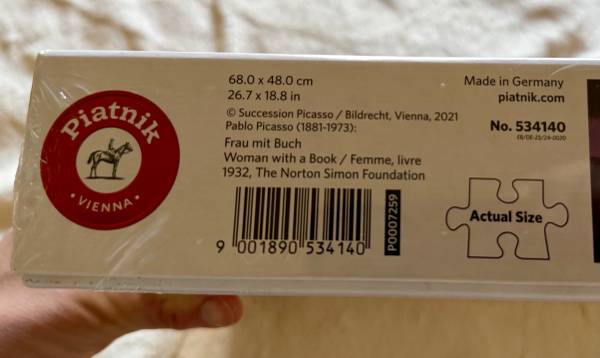 Piatnik
• VIENNA •
68.0 x 48.0 cm
26.7 x 18.8 in
© Succession Picasso / Bildrecht, Vienna, 2021
Pablo Picasso (1881-1973):
Frau mit Buch
Woman with a Book / Femme, livre
1932, The Norton Simon Foundation
9 001890 534140
P0007259
Made in Germany
piatnik.com
No. 534140
Actual Size